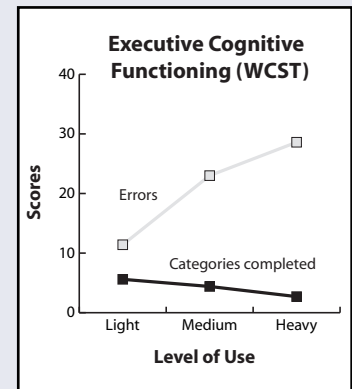 Executive Cognitive
Functioning (WCST)
40
30
20
10
0
Scores
Errors
Categories completed
Light Medium Heavy
Level of Use